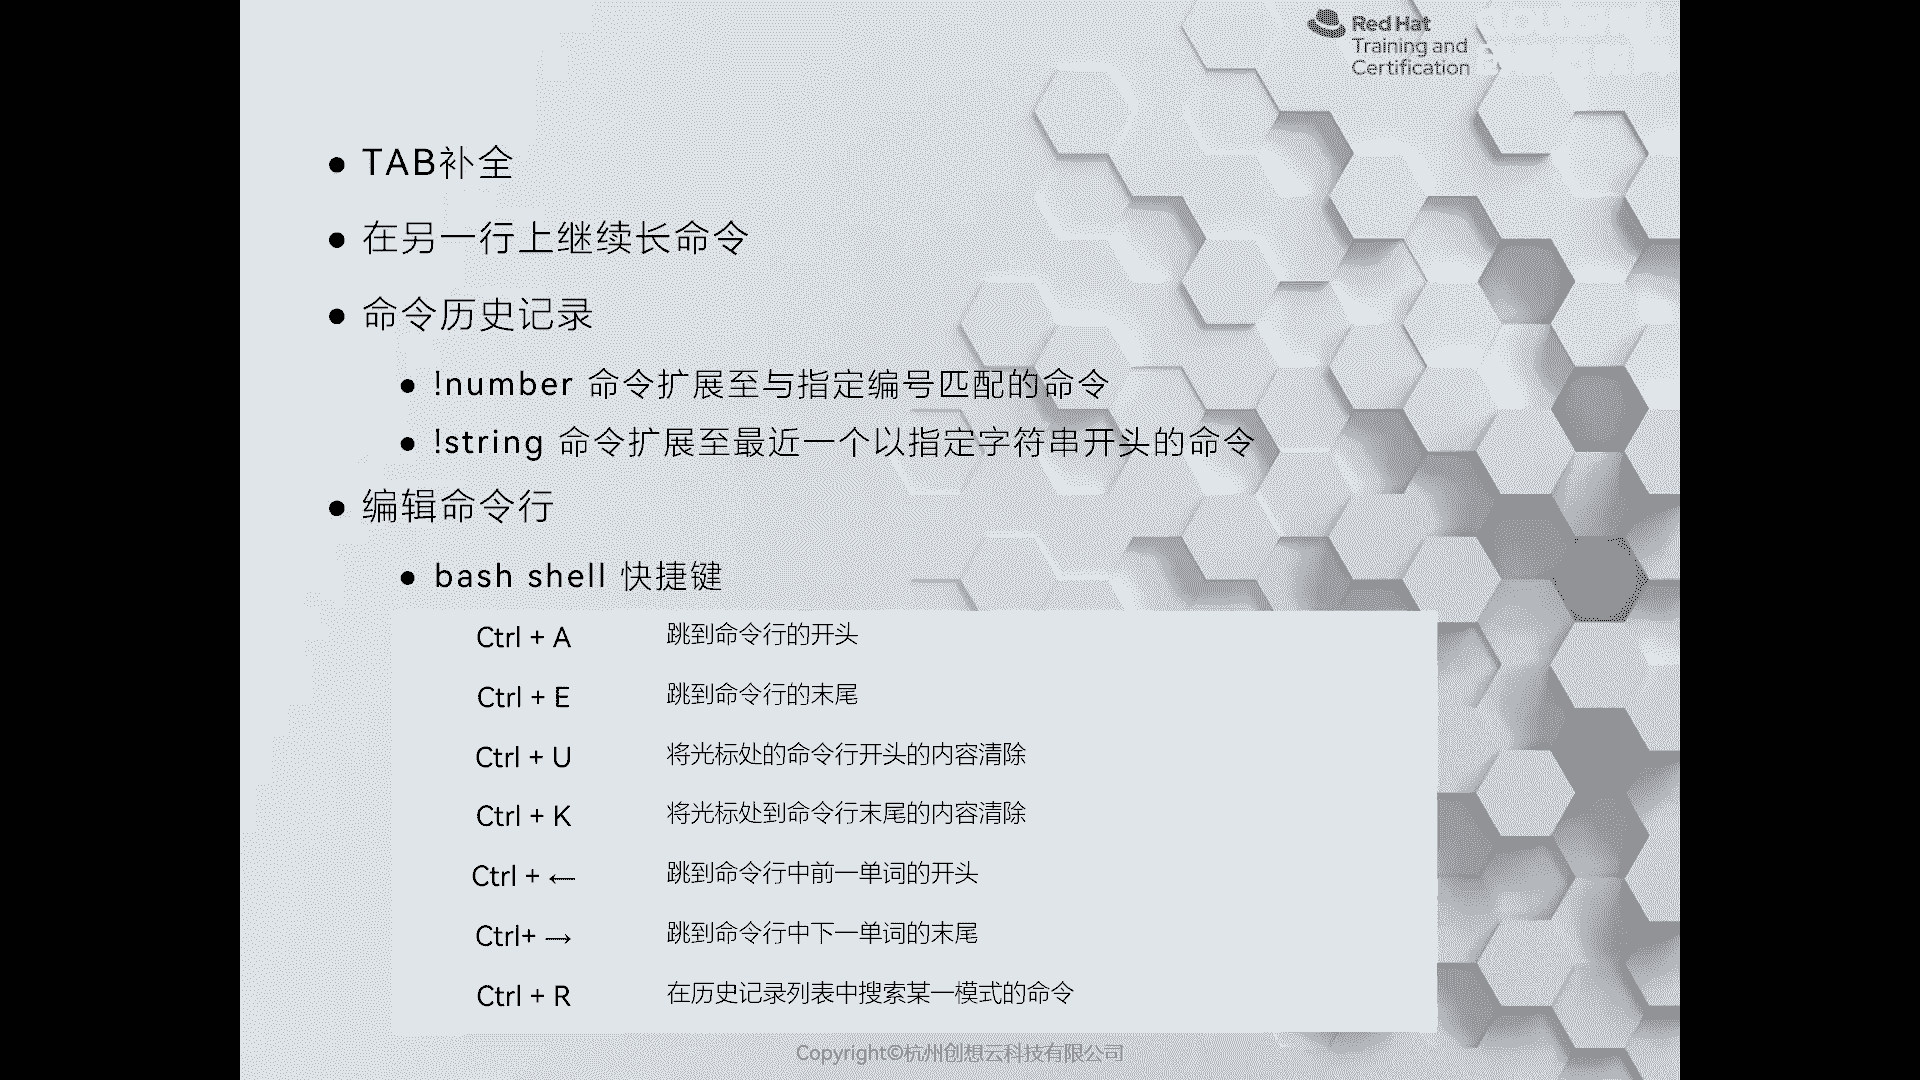 Red Hat
Training and
Certification
● TAB补全
● 在另一行上继续长命令
● 命令历史记录
● !number 命令扩展至与指定编号匹配的命令
● !string 命令扩展至最近一个以指定字符串开头的命令
● 编辑命令行
● bash shell 快捷键
Ctrl + A 跳到命令行的开头
Ctrl + E 跳到命令行的末尾
Ctrl + U 将光标处的命令行开头的内容清除
Ctrl + K 将光标处到命令行末尾的内容清除
Ctrl + ← 跳到命令行中前一单词的开头
Ctrl+ → 跳到命令行中下一单词的末尾
Ctrl + R 在历史记录列表中搜索某一模式的命令
Copyright©杭州创想云科技有限公司